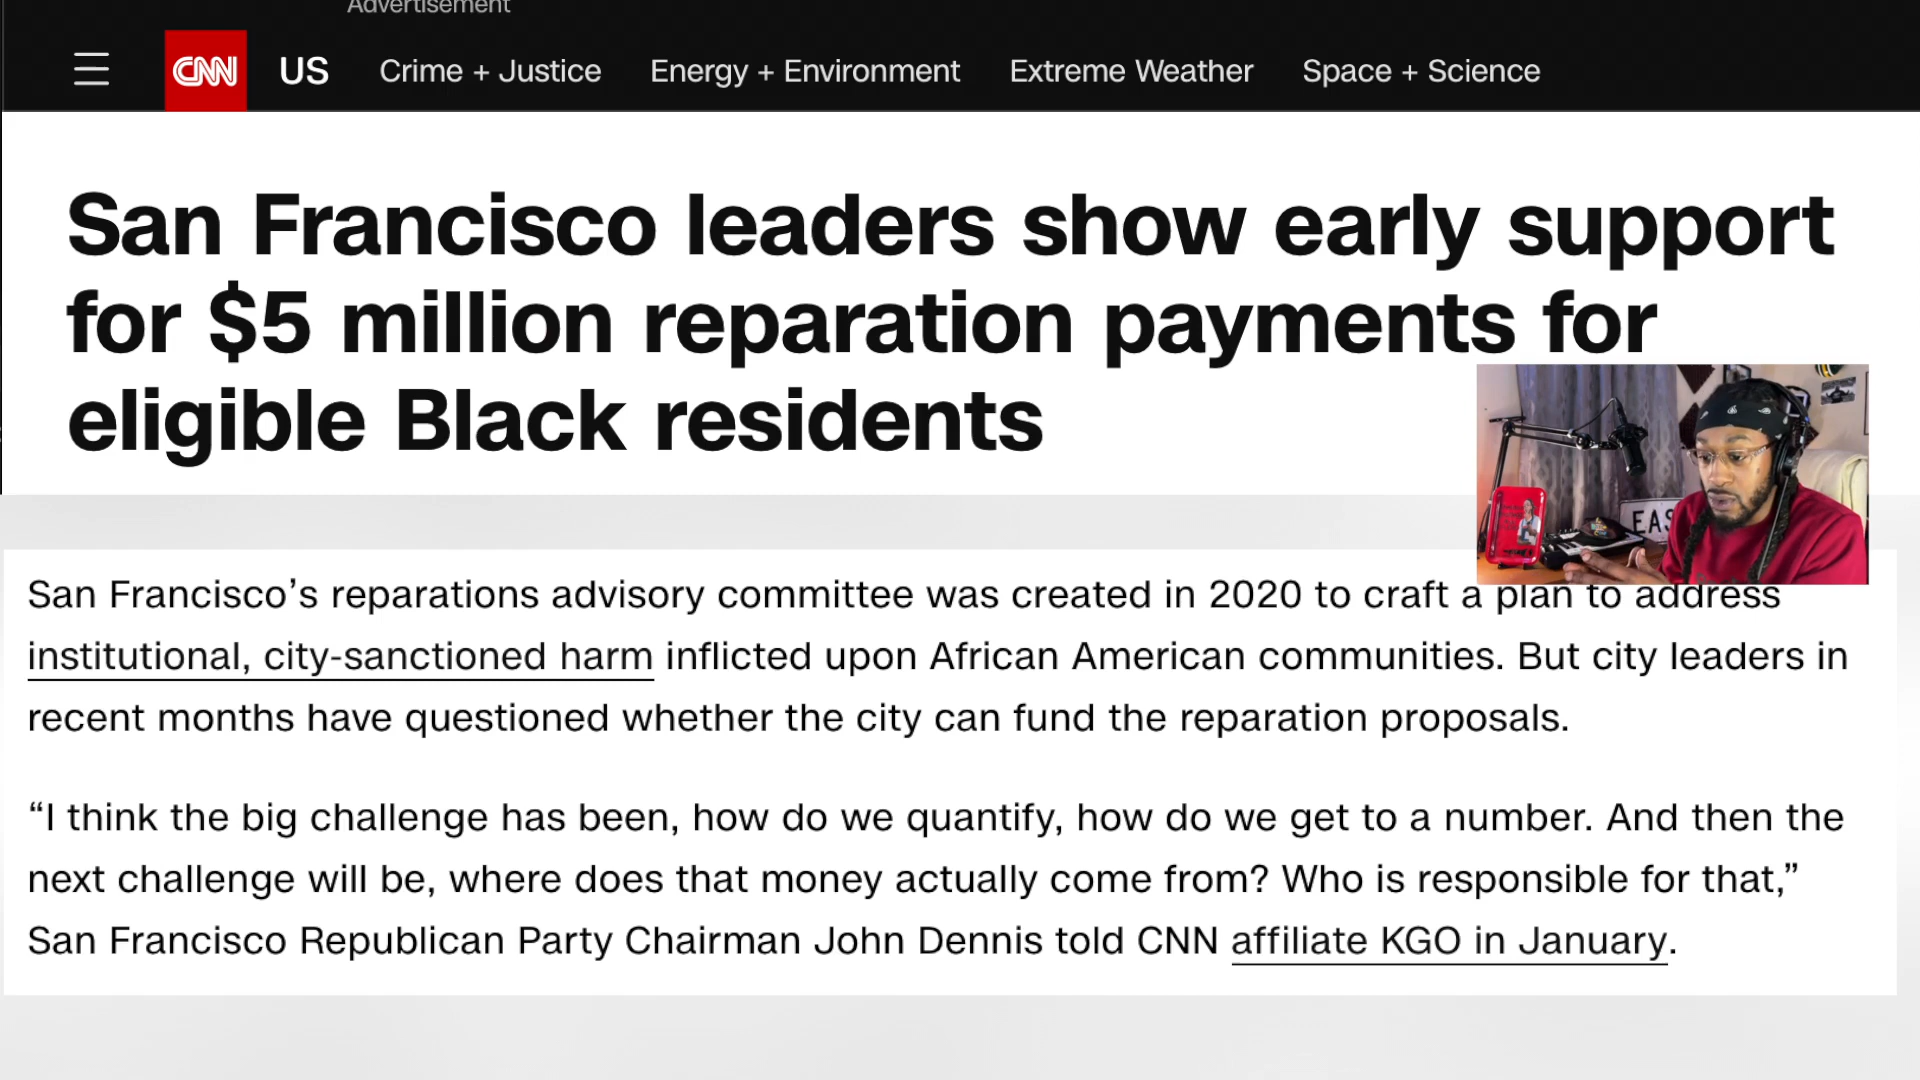 Advertisement
CNN US Crime + Justice Energy + Environment Extreme Weather Space + Science
San Francisco leaders show early support
for $5 million reparation payments for
eligible Black residents
EAS
San Francisco’s reparations advisory committee was created in 2020 to craft a plan to address
institutional, city-sanctioned harm inflicted upon African American communities. But city leaders in
recent months have questioned whether the city can fund the reparation proposals.
“I think the big challenge has been, how do we quantify, how do we get to a number. And then the
next challenge will be, where does that money actually come from? Who is responsible for that,”
San Francisco Republican Party Chairman John Dennis told CNN affiliate KGO in January.